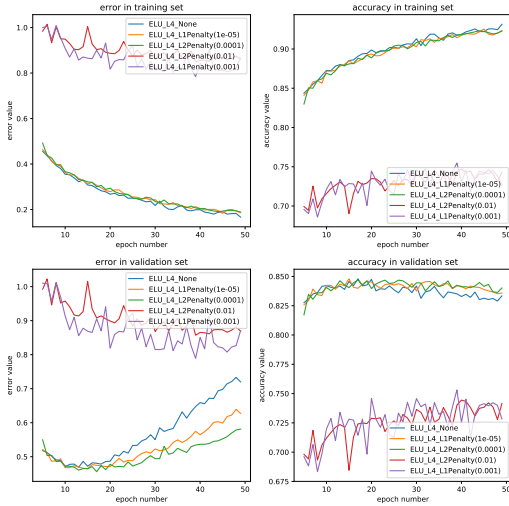 error in training set
1.0
0.8
0.6
0.4
0.2
error value
10
20
30
40
50
epoch number
ELU_L4_None
ELU_L4_L1Penalty(1e-05)
ELU_L4_L2Penalty(0.0001)
ELU_L4_L2Penalty(0.01)
ELU_L4_L1Penalty(0.001)
accuracy in training set
0.90
0.85
0.80
0.75
0.70
accuracy value
10
20
30
40
50
epoch number
ELU_L4_None
ELU_L4_L1Penalty(1e-05)
ELU_L4_L2Penalty(0.0001)
ELU_L4_L2Penalty(0.01)
ELU_L4_L1Penalty(0.001)
error in validation set
1.0
0.9
0.8
0.7
0.6
0.5
error value
10
20
30
40
50
epoch number
ELU_L4_None
ELU_L4_L1Penalty(1e-05)
ELU_L4_L2Penalty(0.0001)
ELU_L4_L2Penalty(0.01)
ELU_L4_L1Penalty(0.001)
accuracy in validation set
0.850
0.825
0.800
0.775
0.750
0.725
0.700
0.675
accuracy value
10
20
30
40
50
epoch number
ELU_L4_None
ELU_L4_L1Penalty(1e-05)
ELU_L4_L2Penalty(0.0001)
ELU_L4_L2Penalty(0.01)
ELU_L4_L1Penalty(0.001)